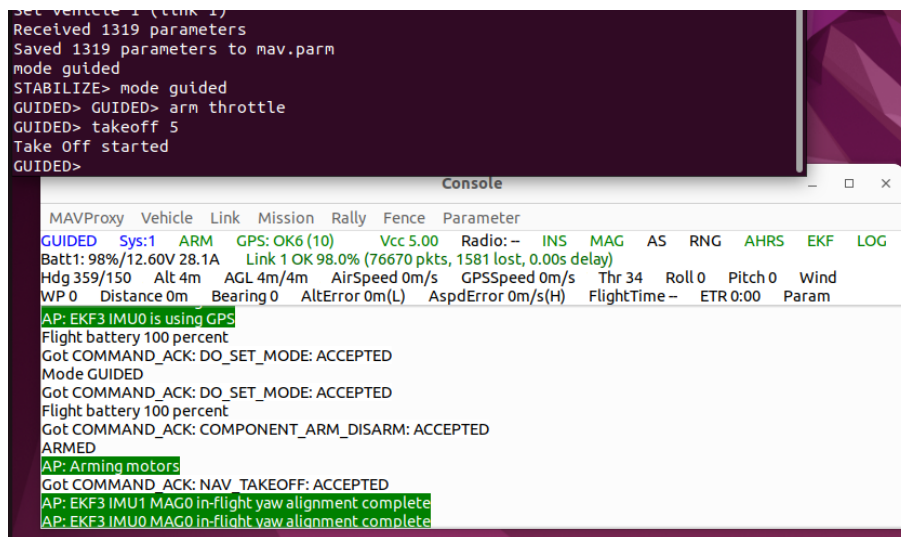 Set vehicle 1 (link 1)
Received 1319 parameters
Saved 1319 parameters to mav.parm
mode guided
STABILIZE> mode guided
GUIDED> GUIDED> arm throttle
GUIDED> takeoff 5
Take Off started
GUIDED>
Console
MAVProxy Vehicle Link Mission Rally Fence Parameter
GUIDED Sys:1 ARM GPS: OK6 (10) Vcc 5.00 Radio: -- INS MAG AS RNG AHRS EKF LOG
Batt1: 98%/12.60V 28.1A Link 1 OK 98.0% (76670 pkts, 1581 lost, 0.00s delay)
Hdg 359/150 Alt 4m AGL 4m/4m AirSpeed 0m/s GPSSpeed 0m/s Thr 34 Roll 0 Pitch 0 Wind
WP 0 Distance 0m Bearing 0 AltError 0m(L) AspdError 0m/s(H) FlightTime -- ETR 0:00 Param
AP: EKF3 IMU0 is using GPS
Flight battery 100 percent
Got COMMAND_ACK: DO_SET_MODE: ACCEPTED
Mode GUIDED
Got COMMAND_ACK: DO_SET_MODE: ACCEPTED
Flight battery 100 percent
Got COMMAND_ACK: COMPONENT_ARM_DISARM: ACCEPTED
ARMED
AP: Arming motors
Got COMMAND_ACK: NAV_TAKEOFF: ACCEPTED
AP: EKF3 IMU1 MAG0 in-flight yaw alignment complete
AP: EKF3 IMU0 MAG0 in-flight yaw alignment complete